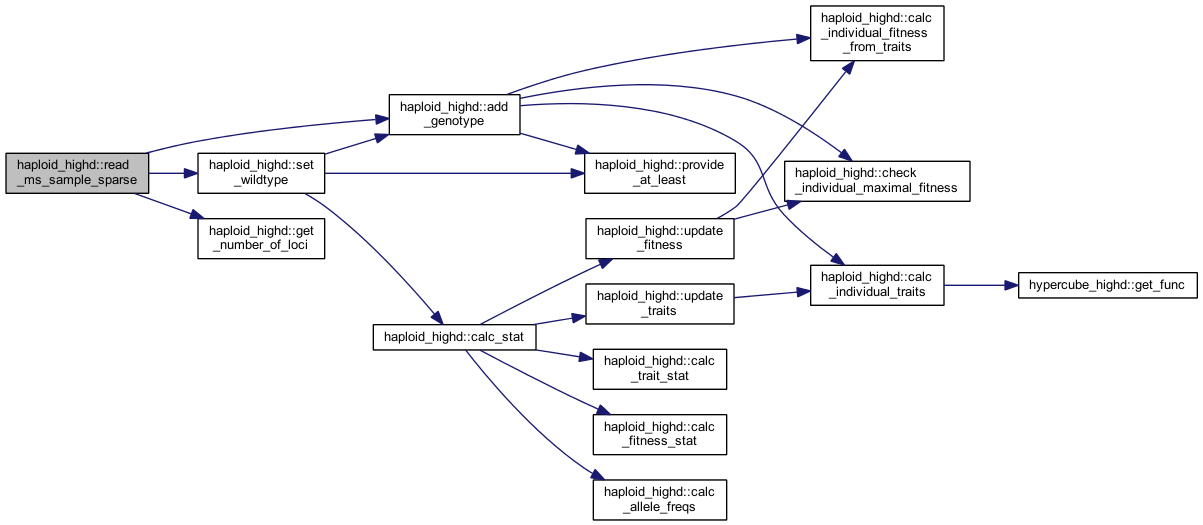 haploid_highd::read
_ms_sample_sparse
haploid_highd::set
_wildtype
haploid_highd::get
_number_of_loci
haploid_highd::add
_genotype
haploid_highd::calc_stat
haploid_highd::provide
_at_least
haploid_highd::update
_fitness
haploid_highd::update
_traits
haploid_highd::calc
_trait_stat
haploid_highd::calc
_fitness_stat
haploid_highd::calc
_allele_freqs
haploid_highd::calc
_individual_fitness
_from_traits
haploid_highd::check
_individual_maximal_fitness
haploid_highd::calc
_individual_traits
hypercube_highd::get_func